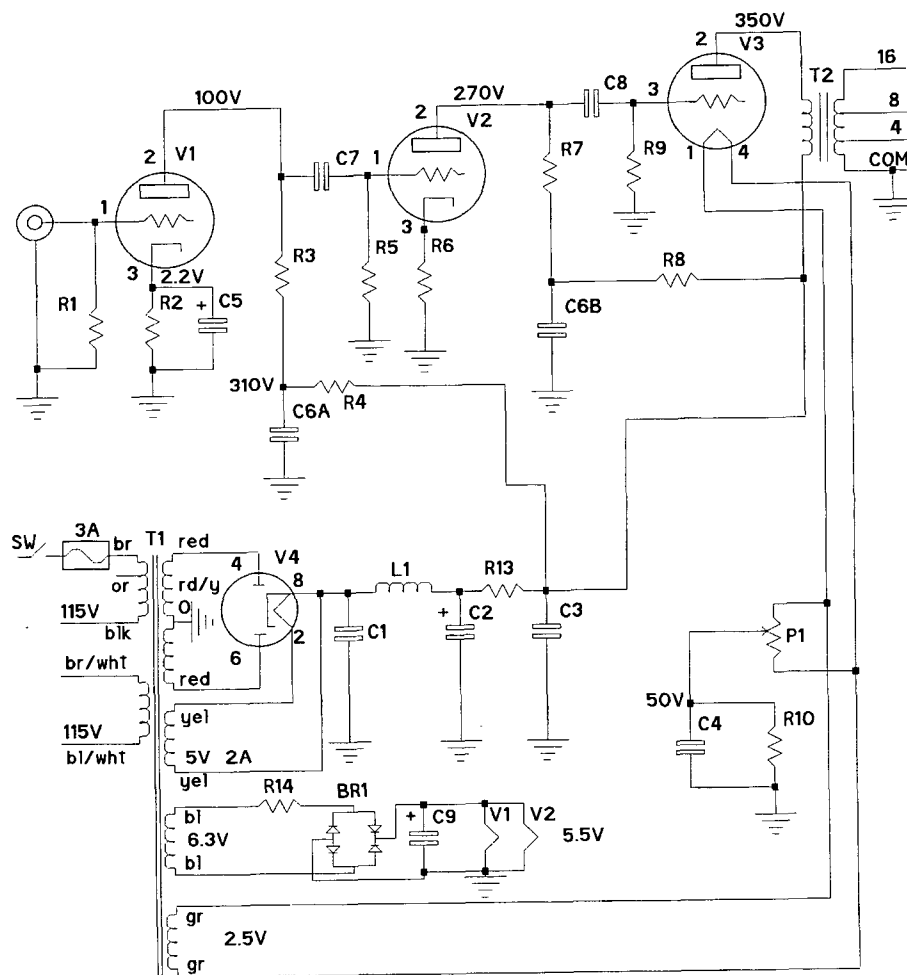 350V
2 V3
T2
16
8
4
COM
100V
270V
C8
3
1 4
2 V1
C7
2 V2
1
R7
R9
1
3
2.2V
R1
R2
+ C5
R3
R5
3
R6
R8
C6B
310V
R4
C6A
SW
3A
br
T1
red
4
V4
8
or
rd/y
0
115V
blk
6
2
red
L1
R13
C1
+ C2
C3
P1
br/wht
115V
bl/wht
yel
5V 2A
yel
50V
C4
R10
R14
BR1
bl
6.3V
bl
+ C9
V1
V2
5.5V
gr
2.5V
gr